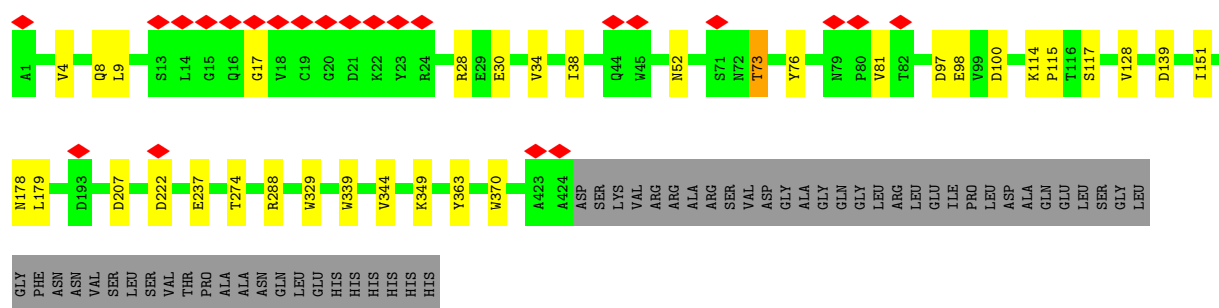 A1 V4 Q8 L9 S13 L14 G15 Q16 G17 V18 C19 G20 D21 K22 Y23 R24 R28 E29 E30 V34 I38 Q44 W45 N52 S71 N72 T73 Y76 N79 P80 V81 T82 D97 E98 V99 D100 K114 P115 T116 S117 V128 D139 I151
N178 L179 D193 D207 D222 E237 T274 R288 W329 W339 V344 K349 Y363 W370 A423 A424 ASP SER LYS VAL ARG ARG ALA ARG SER VAL ASP GLY ALA GLY GLN GLY LEU ARG LEU GLU ILE PRO LEU ASP ALA GLN GLU LEU SER GLY LEU
GLY PHE ASN ASN VAL SER LEU SER VAL THR PRO ALA ALA ASN GLN LEU GLU HIS HIS HIS HIS HIS HIS